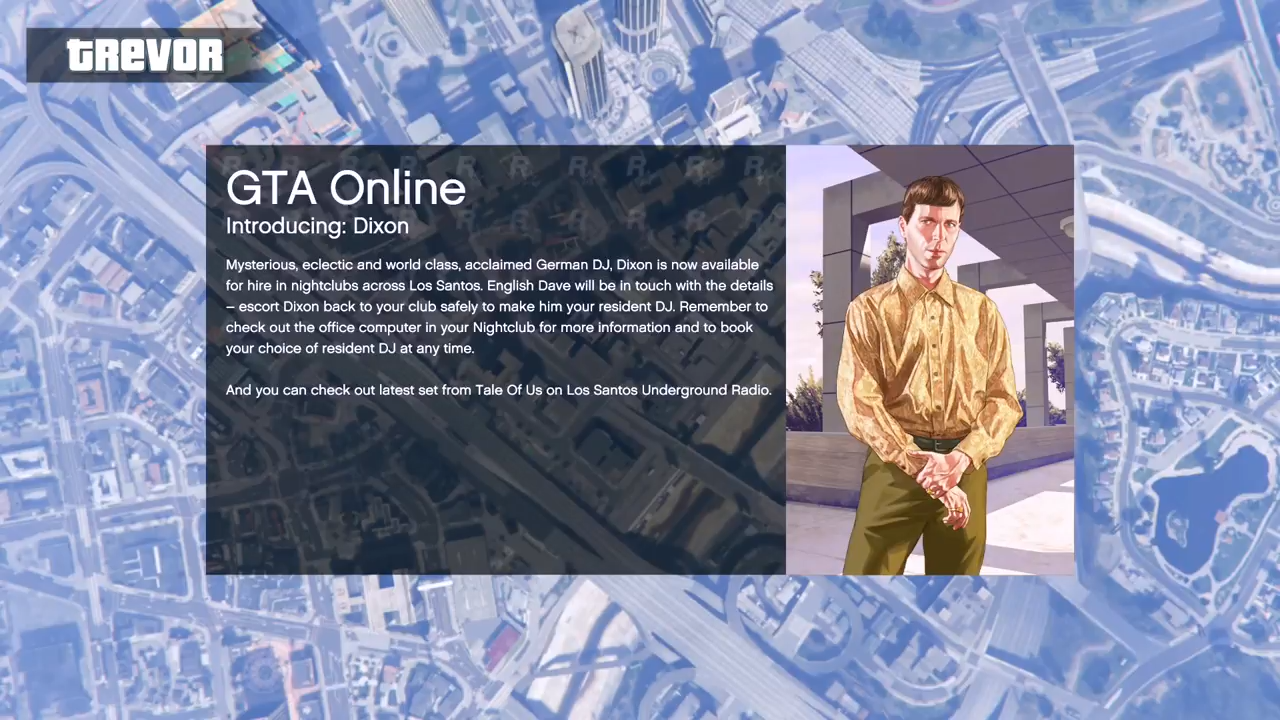 TREVOR
GTA Online
Introducing: Dixon
Mysterious, eclectic and world class, acclaimed German DJ, Dixon is now available
for hire in nightclubs across Los Santos. English Dave will be in touch with the details
– escort Dixon back to your club safely to make him your resident DJ. Remember to
check out the office computer in your Nightclub for more information and to book
your choice of resident DJ at any time.
And you can check out latest set from Tale Of Us on Los Santos Underground Radio.